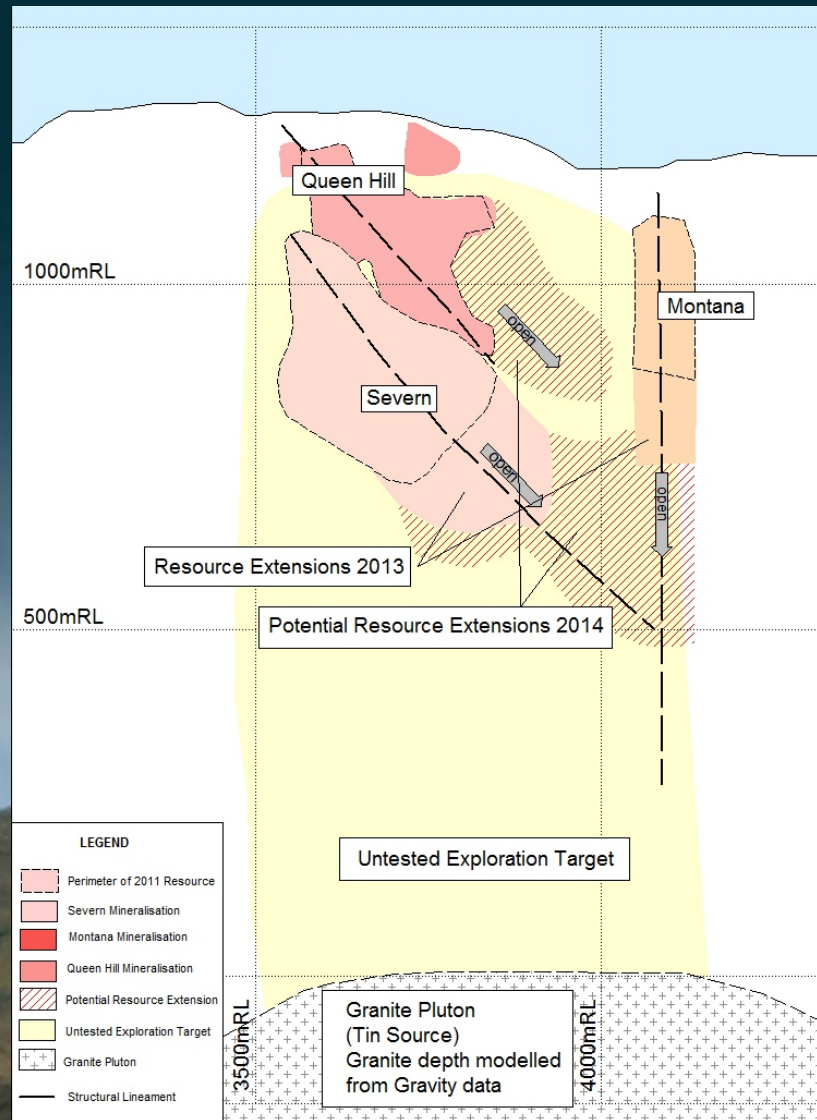 Queen Hill
1000mRL
Montana
open
Severn
open
open
Resource Extensions 2013
Potential Resource Extensions 2014
500mRL
Untested Exploration Target
LEGEND
Perimeter of 2011 Resource
Severn Mineralisation
Montana Mineralisation
Queen Hill Mineralisation
Potential Resource Extension
Untested Exploration Target
Granite Pluton
Structural Lineament
3500mRL
Granite Pluton
(Tin Source)
Granite depth modelled
from Gravity data
4000mRL